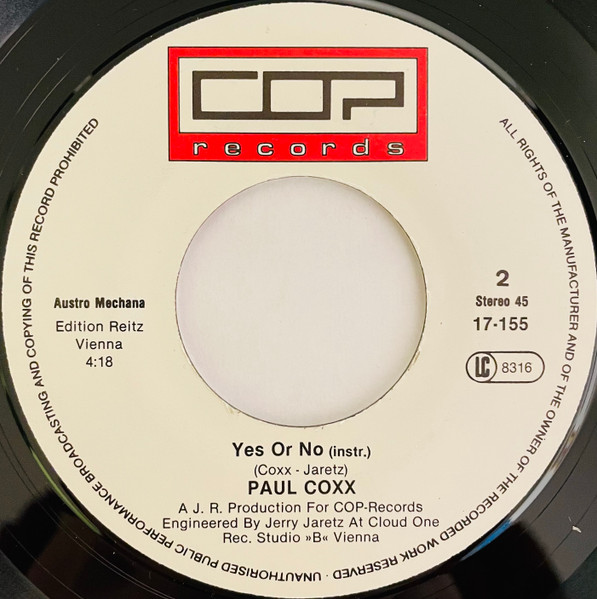 COP
records
ALL RIGHTS OF THE MANUFACTURER AND OF THE OWNER OF THE RECORDED WORK RESERVED · UNAUTHORISED PUBLIC PERFORMANCE BROADCASTING AND COPYING OF THIS RECORD PROHIBITED
Austro Mechana
Edition Reitz
Vienna
4:18
2
Stereo 45
17-155
LC 8316
Yes Or No (instr.)
(Coxx - Jaretz)
PAUL COXX
A J. R. Production For COP-Records
Engineered By Jerry Jaretz At Cloud One
Rec. Studio »B« Vienna